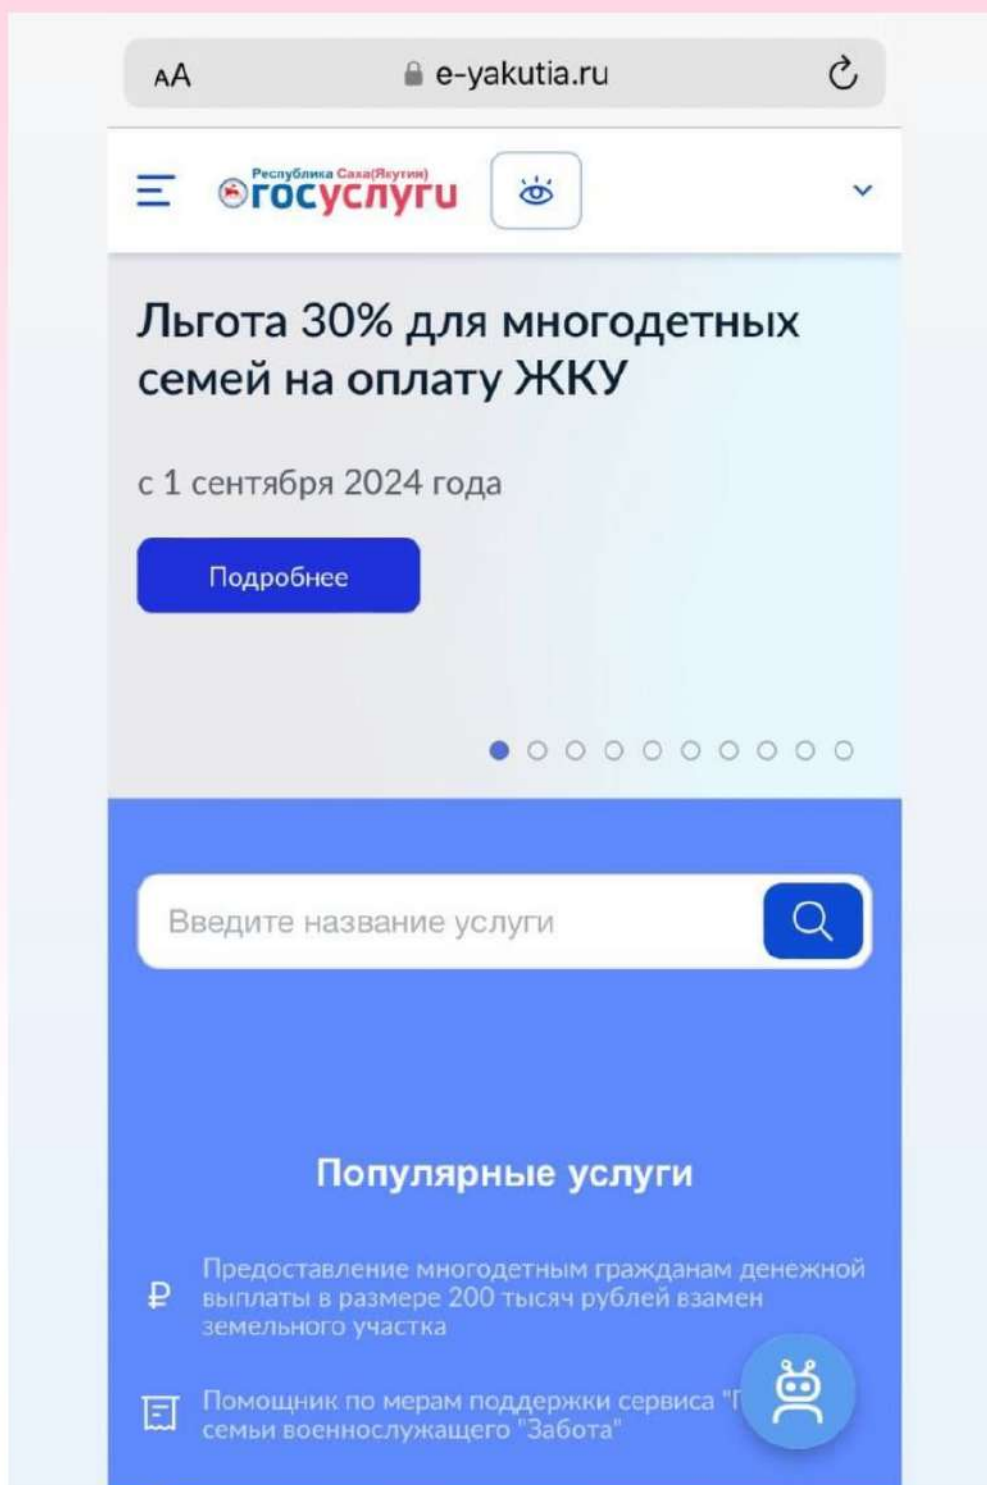 AA e-yakutia.ru
Республика Саха(Якутия)
госуслуги
Льгота 30% для многодетных
семей на оплату ЖКУ
с 1 сентября 2024 года
Подробнее
Введите название услуги
Популярные услуги
Предоставление многодетным гражданам денежной
выплаты в размере 200 тысяч рублей взамен
земельного участка
Помощник по мерам поддержки сервиса
семьи военнослужащего "Забота"